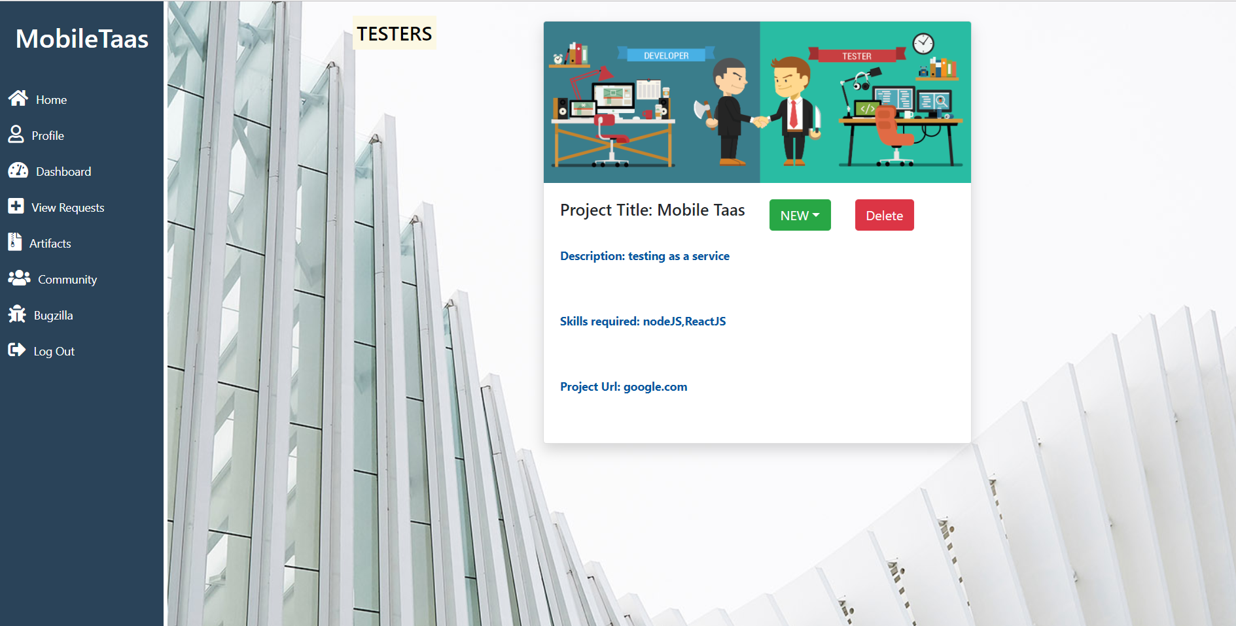 MobileTaas
Home
Profile
Dashboard
View Requests
Artifacts
Community
Bugzilla
Log Out
TESTERS
DEVELOPER
TESTER
</>
Project Title: Mobile Taas
NEW
Delete
Description: testing as a service
Skills required: nodeJS,ReactJS
Project Url: google.com